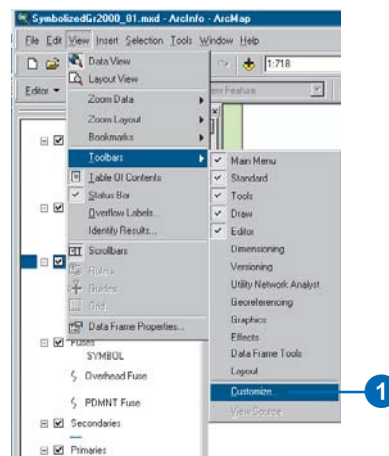 SymbolizedGr2000_01.mxd - ArcInfo - ArcMap
File Edit View Insert Selection Tools Window Help
Data View
Layout View
1:718
Editor
Feature
Zoom Data
Zoom Layout
Bookmarks
Toolbars
Table Of Contents
Status Bar
Overflow Labels...
Identify Results...
Scrollbars
Rulers
Guides
Grid
Data Frame Properties...
Main Menu
Standard
Tools
Draw
Editor
Dimensioning
Versioning
Utility Network Analyst
Georeferencing
Graphics
Effects
Data Frame Tools
Layout
Customize...
View Source
1
Fuses
SYMBOL
Overhead Fuse
PDMNT Fuse
Secondaries
Primaries